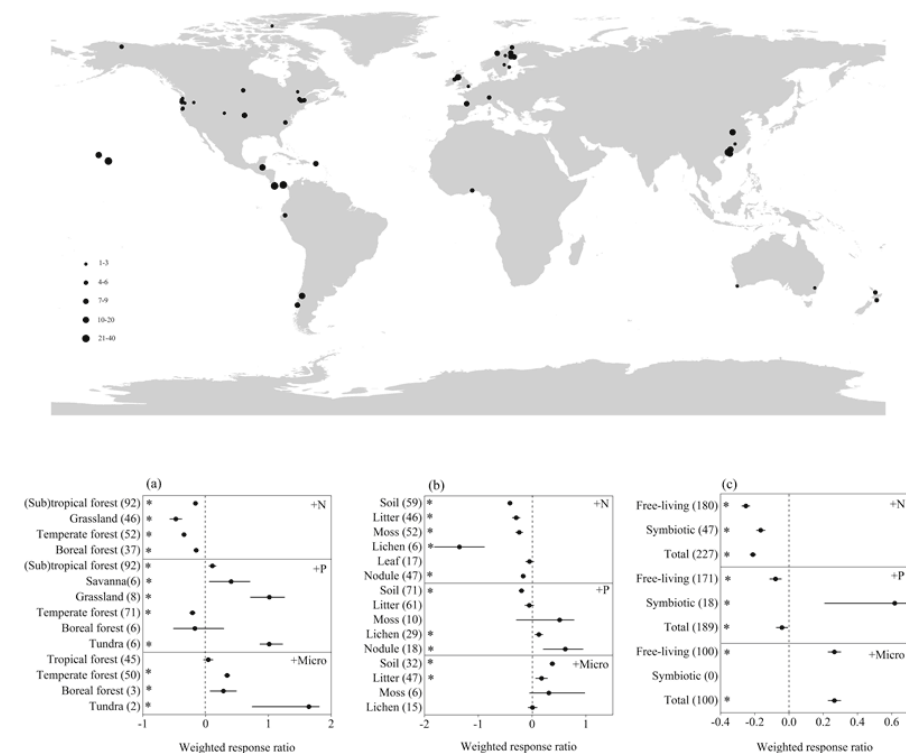 1-3
4-6
7-9
10-20
21-40
(a)
(Sub)tropical forest (92) *
+N
Grassland (46) *
Temperate forest (52) *
Boreal forest (37) *
(Sub)tropical forest (92) *
+P
Savanna(6) *
Grassland (8) *
Temperate forest (71) *
Boreal forest (6)
Tundra (6) *
Tropical forest (45)
+Micro
Temperate forest (50) *
Boreal forest (3) *
Tundra (2) *
-1 0 1 2
Weighted response ratio
(b)
Soil (59) *
+N
Litter (46) *
Moss (52) *
Lichen (6) *
Leaf (17)
Nodule (47) *
Soil (71) *
+P
Litter (61)
Moss (10)
Lichen (29) *
Nodule (18) *
Soil (32) *
+Micro
Litter (47) *
Moss (6)
Lichen (15)
-2 -1 0 1
Weighted response ratio
(c)
+N
Free-living (180) *
Symbiotic (47) *
Total (227) *
+P
Free-living (171) *
Symbiotic (18) *
Total (189) *
+Micro
Free-living (100) *
Symbiotic (0)
Total (100) *
-0.4 -0.2 0.0 0.2 0.4 0.6
Weighted response ratio